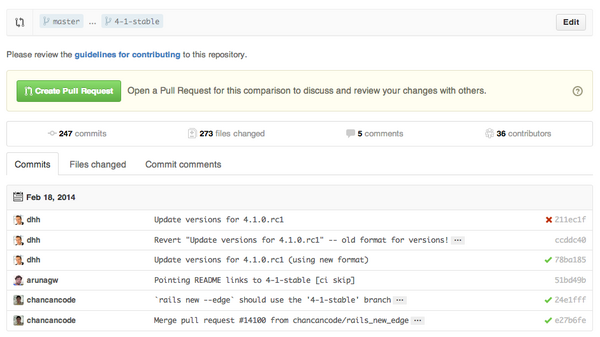 master ... 4-1-stable Edit
Please review the guidelines for contributing to this repository.
Create Pull Request Open a Pull Request for this comparison to discuss and review your changes with others. ?
247 commits 273 files changed 5 comments 36 contributors
Commits Files changed Commit comments
Feb 18, 2014
dhh Update versions for 4.1.0.rc1 211ec1f
dhh Revert "Update versions for 4.1.0.rc1" -- old format for versions! ... ccddc40
dhh Update versions for 4.1.0.rc1 (using new format) 78ba185
arunagw Pointing README links to 4-1-stable [ci skip] 51bd49b
chancancode `rails new --edge` should use the '4-1-stable' branch ... 24e1fff
chancancode Merge pull request #14100 from chancancode/rails_new_edge ... e27b6fe